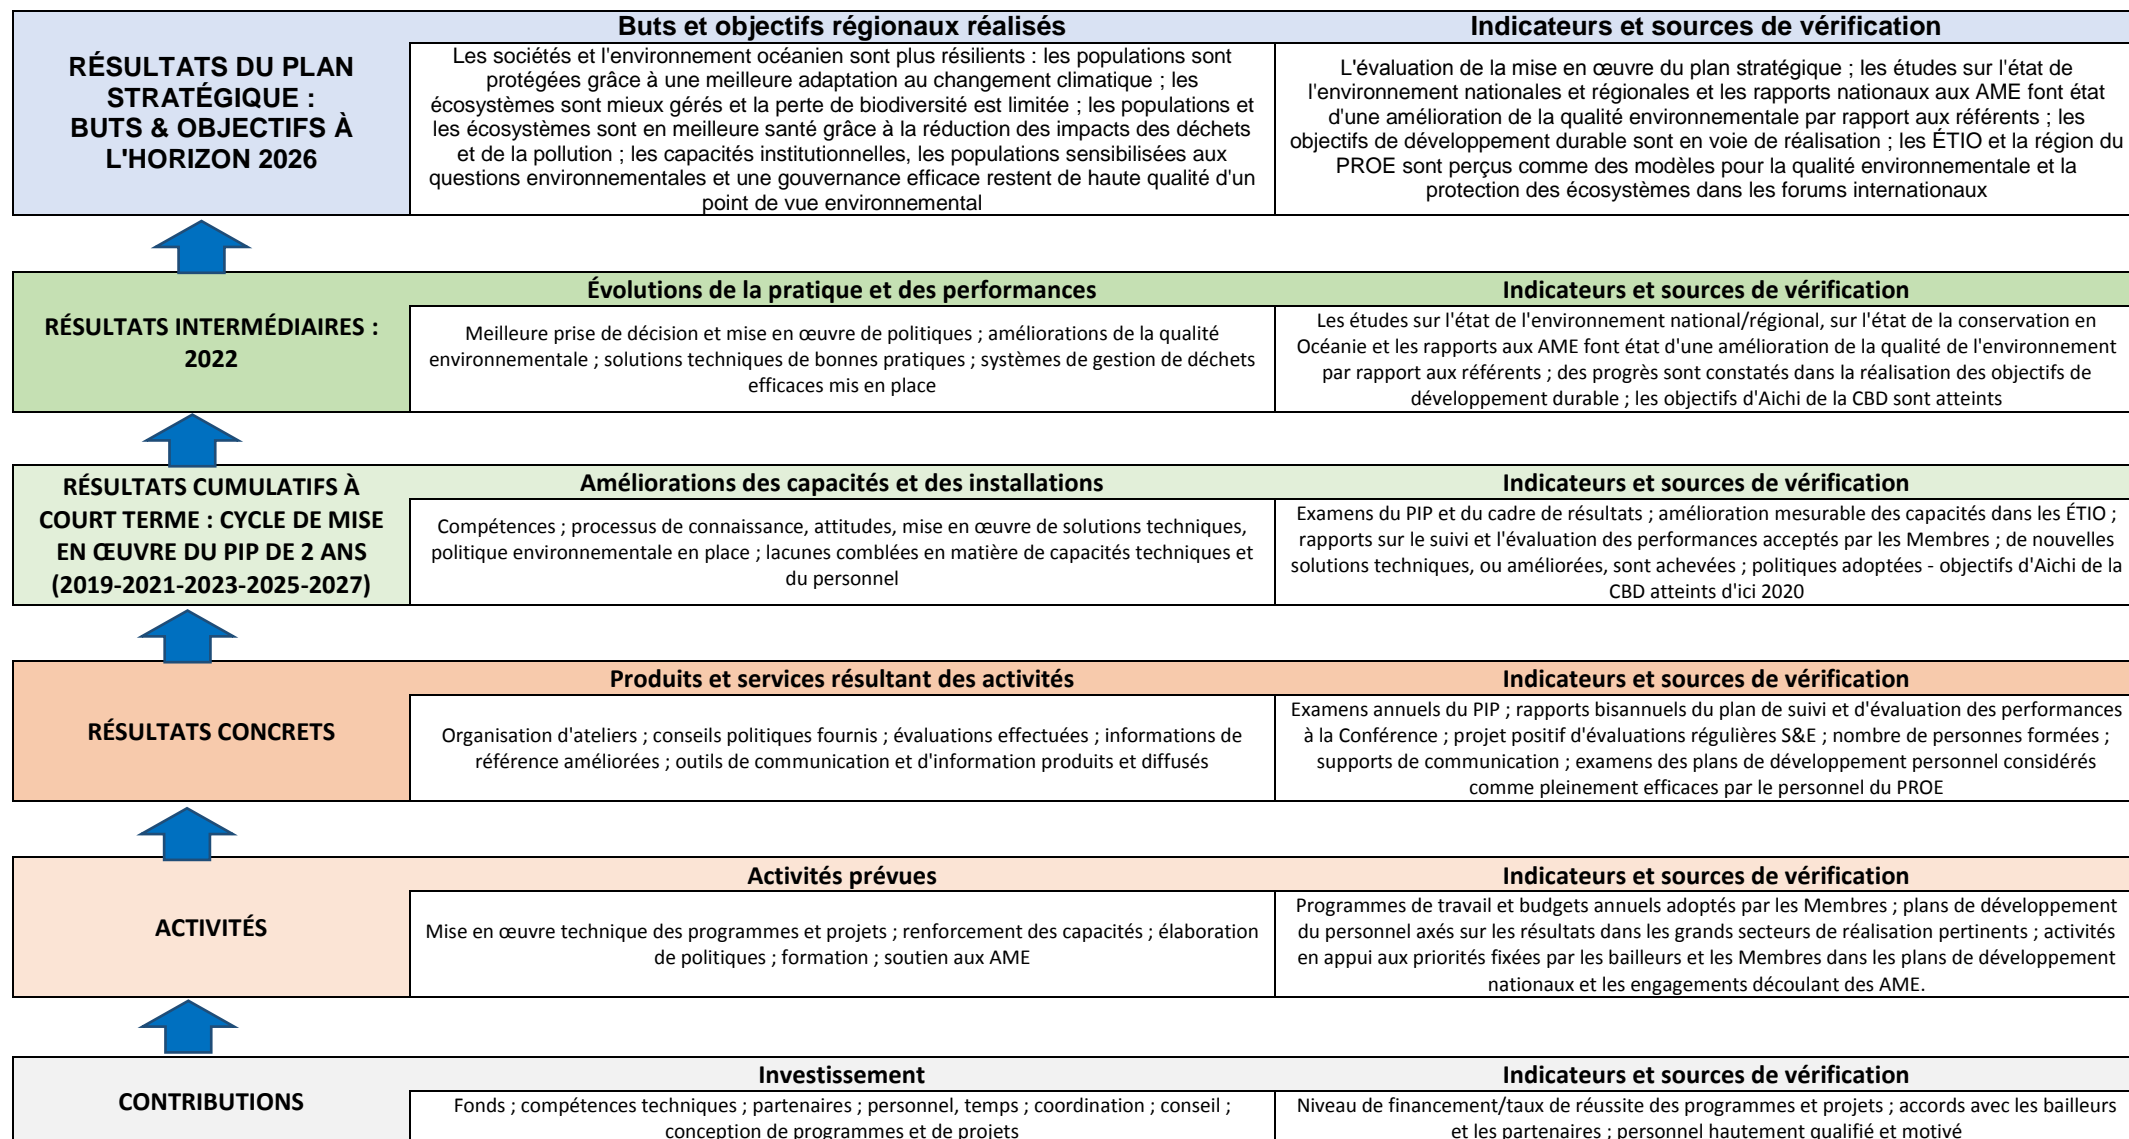 RÉSULTATS DU PLAN
STRATÉGIQUE :
BUTS & OBJECTIFS À
L'HORIZON 2026
Buts et objectifs régionaux réalisés
Les sociétés et l'environnement océanien sont plus résilients : les populations sont
protégées grâce à une meilleure adaptation au changement climatique ; les
écosystèmes sont mieux gérés et la perte de biodiversité est limitée ; les populations et
les écosystèmes sont en meilleure santé grâce à la réduction des impacts des déchets
et de la pollution ; les capacités institutionnelles, les populations sensibilisées aux
questions environnementales et une gouvernance efficace restent de haute qualité d'un
point de vue environnemental
Indicateurs et sources de vérification
L'évaluation de la mise en œuvre du plan stratégique ; les études sur l'état de
l'environnement nationales et régionales et les rapports nationaux aux AME font état
d'une amélioration de la qualité environnementale par rapport aux référents ; les
objectifs de développement durable sont en voie de réalisation ; les ÉTIO et la région du
PROE sont perçus comme des modèles pour la qualité environnementale et la
protection des écosystèmes dans les forums internationaux
RÉSULTATS INTERMÉDIAIRES :
2022
Évolutions de la pratique et des performances
Meilleure prise de décision et mise en œuvre de politiques ; améliorations de la qualité
environnementale ; solutions techniques de bonnes pratiques ; systèmes de gestion de déchets
efficaces mis en place
Indicateurs et sources de vérification
Les études sur l'état de l'environnement national/régional, sur l'état de la conservation en
Océanie et les rapports aux AME font état d'une amélioration de la qualité de l'environnement
par rapport aux référents ; des progrès sont constatés dans la réalisation des objectifs de
développement durable ; les objectifs d'Aichi de la CBD sont atteints
RÉSULTATS CUMULATIFS À
COURT TERME : CYCLE DE MISE
EN ŒUVRE DU PIP DE 2 ANS
(2019-2021-2023-2025-2027)
Améliorations des capacités et des installations
Compétences ; processus de connaissance, attitudes, mise en œuvre de solutions techniques,
politique environnementale en place ; lacunes comblées en matière de capacités techniques et
du personnel
Indicateurs et sources de vérification
Examens du PIP et du cadre de résultats ; amélioration mesurable des capacités dans les ÉTIO ;
rapports sur le suivi et l'évaluation des performances acceptés par les Membres ; de nouvelles
solutions techniques, ou améliorées, sont achevées ; politiques adoptées - objectifs d'Aichi de la
CBD atteints d'ici 2020
RÉSULTATS CONCRETS
Produits et services résultant des activités
Organisation d'ateliers ; conseils politiques fournis ; évaluations effectuées ; informations de
référence améliorées ; outils de communication et d'information produits et diffusés
Indicateurs et sources de vérification
Examens annuels du PIP ; rapports bisannuels du plan de suivi et d'évaluation des performances
à la Conférence ; projet positif d'évaluations régulières S&E ; nombre de personnes formées ;
supports de communication ; examens des plans de développement personnel considérés
comme pleinement efficaces par le personnel du PROE
ACTIVITÉS
Activités prévues
Mise en œuvre technique des programmes et projets ; renforcement des capacités ; élaboration
de politiques ; formation ; soutien aux AME
Indicateurs et sources de vérification
Programmes de travail et budgets annuels adoptés par les Membres ; plans de développement
du personnel axés sur les résultats dans les grands secteurs de réalisation pertinents ; activités
en appui aux priorités fixées par les bailleurs et les Membres dans les plans de développement
nationaux et les engagements découlant des AME.
CONTRIBUTIONS
Investissement
Fonds ; compétences techniques ; partenaires ; personnel, temps ; coordination ; conseil ;
conception de programmes et de projets
Indicateurs et sources de vérification
Niveau de financement/taux de réussite des programmes et projets ; accords avec les bailleurs
et les partenaires ; personnel hautement qualifié et motivé